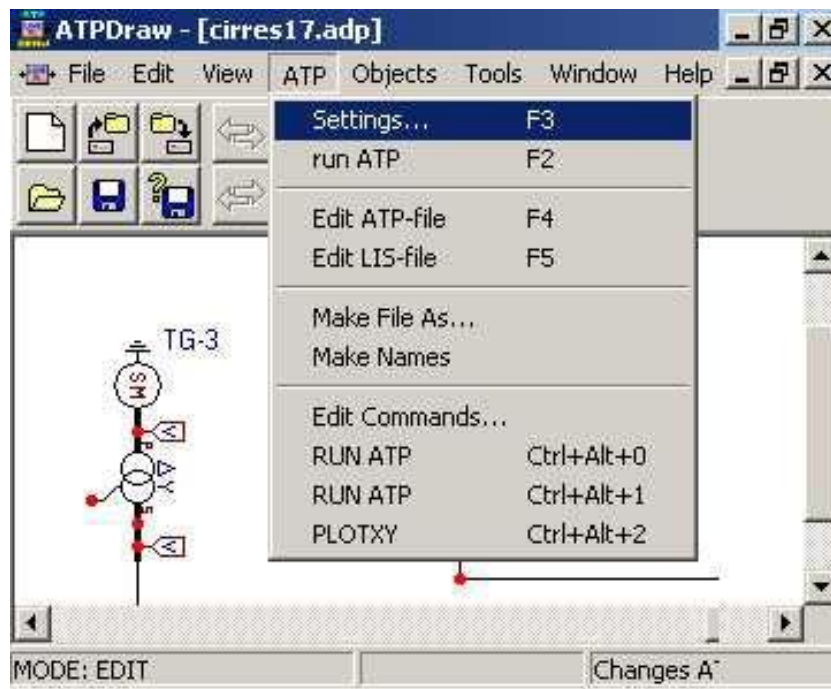 ATPDraw - [cirres17.adp]
File Edit View ATP Objects Tools Window Help
Settings... F3
run ATP F2
Edit ATP-file F4
Edit LIS-file F5
Make File As...
Make Names
Edit Commands...
RUN ATP Ctrl+Alt+0
RUN ATP Ctrl+Alt+1
PLOTXY Ctrl+Alt+2
TG-3
SM
V
P
S
V
MODE: EDIT Changes A